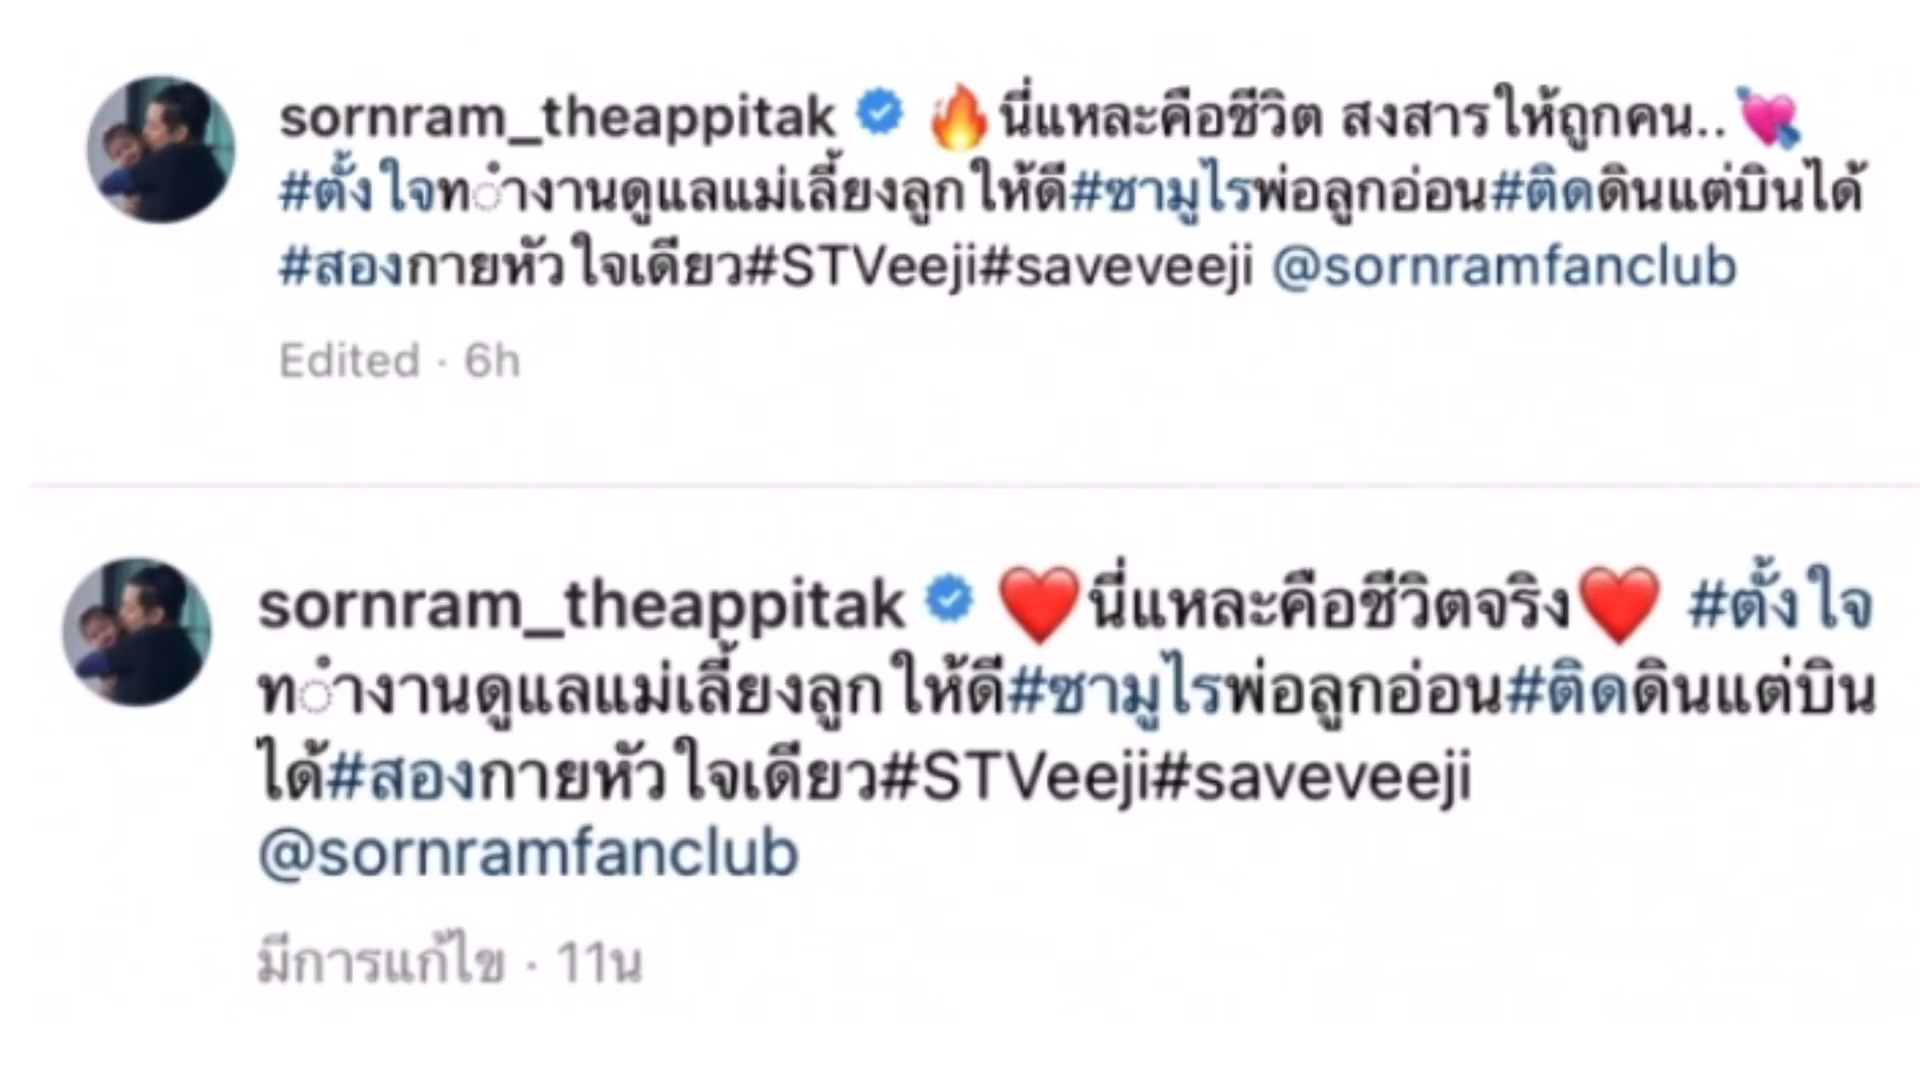 sornram_theappitak 🔥นี่แหละคือชีวิต สงสารให้ถูกคน..💘
#ตั้งใจทำงานดูแลแม่เลี้ยงลูกให้ดี#ซามูไรพ่อลูกอ่อน#ติดดินแต่บินได้
#สองกายหัวใจเดียว#STVeeji#saveveeji @sornramfanclub
Edited · 6h
sornram_theappitak ❤️นี่แหละคือชีวิตจริง❤️ #ตั้งใจ
ทำงานดูแลแม่เลี้ยงลูกให้ดี#ซามูไรพ่อลูกอ่อน#ติดดินแต่บิน
ได้#สองกายหัวใจเดียว#STVeeji#saveveeji
@sornramfanclub
มีการแก้ไข · 11น